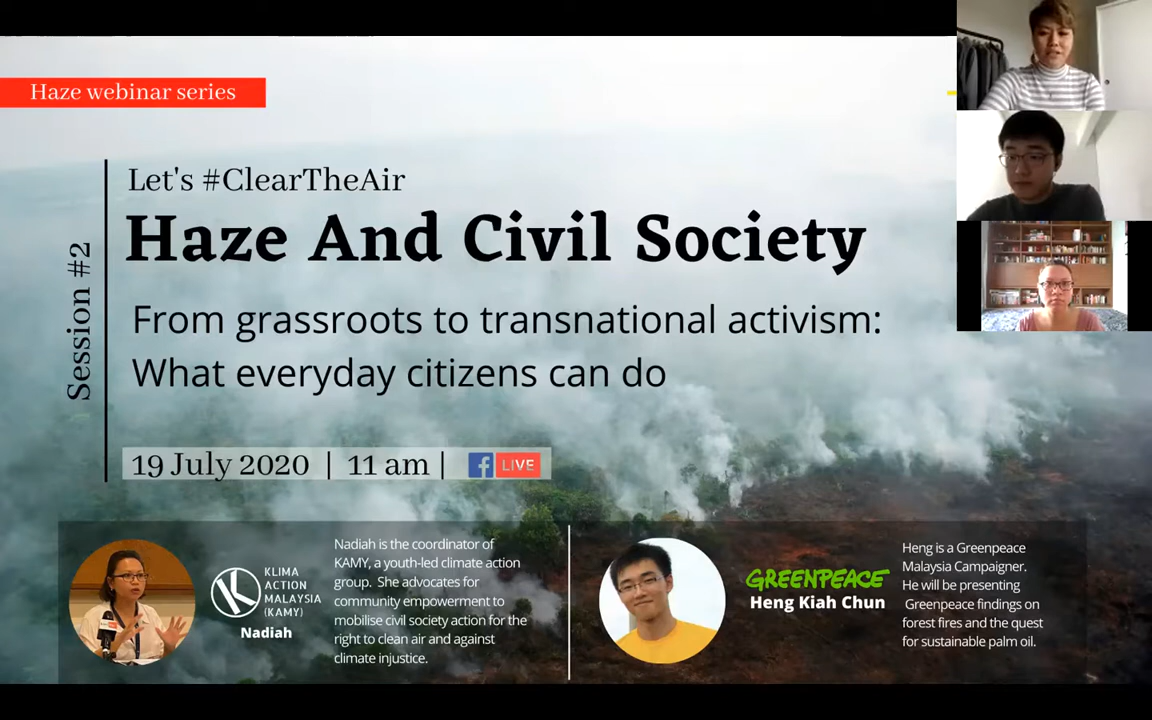 Haze webinar series
Session #2
Let's #ClearTheAir
Haze And Civil Society
From grassroots to transnational activism:
What everyday citizens can do
19 July 2020 | 11 am | f LIVE
KLIMA
ACTION
MALAYSIA
(KAMY)
Nadiah
Nadiah is the coordinator of
KAMY, a youth-led climate action
group. She advocates for
community empowerment to
mobilise civil society action for the
right to clean air and against
climate injustice.
GREENPEACE
Heng Kiah Chun
Heng is a Greenpeace
Malaysia Campaigner.
He will be presenting
Greenpeace findings on
forest fires and the quest
for sustainable palm oil.